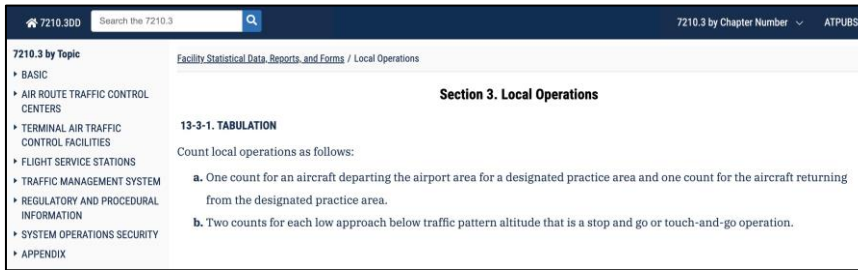 7210.3DD
Search the 7210.3
7210.3 by Chapter Number
ATPUBS
7210.3 by Topic
BASIC
AIR ROUTE TRAFFIC CONTROL
CENTERS
TERMINAL AIR TRAFFIC
CONTROL FACILITIES
FLIGHT SERVICE STATIONS
TRAFFIC MANAGEMENT SYSTEM
REGULATORY AND PROCEDURAL
INFORMATION
SYSTEM OPERATIONS SECURITY
APPENDIX
Facility Statistical Data, Reports, and Forms / Local Operations
Section 3. Local Operations
13-3-1. TABULATION
Count local operations as follows:
a. One count for an aircraft departing the airport area for a designated practice area and one count for the aircraft returning
from the designated practice area.
b. Two counts for each low approach below traffic pattern altitude that is a stop and go or touch-and-go operation.